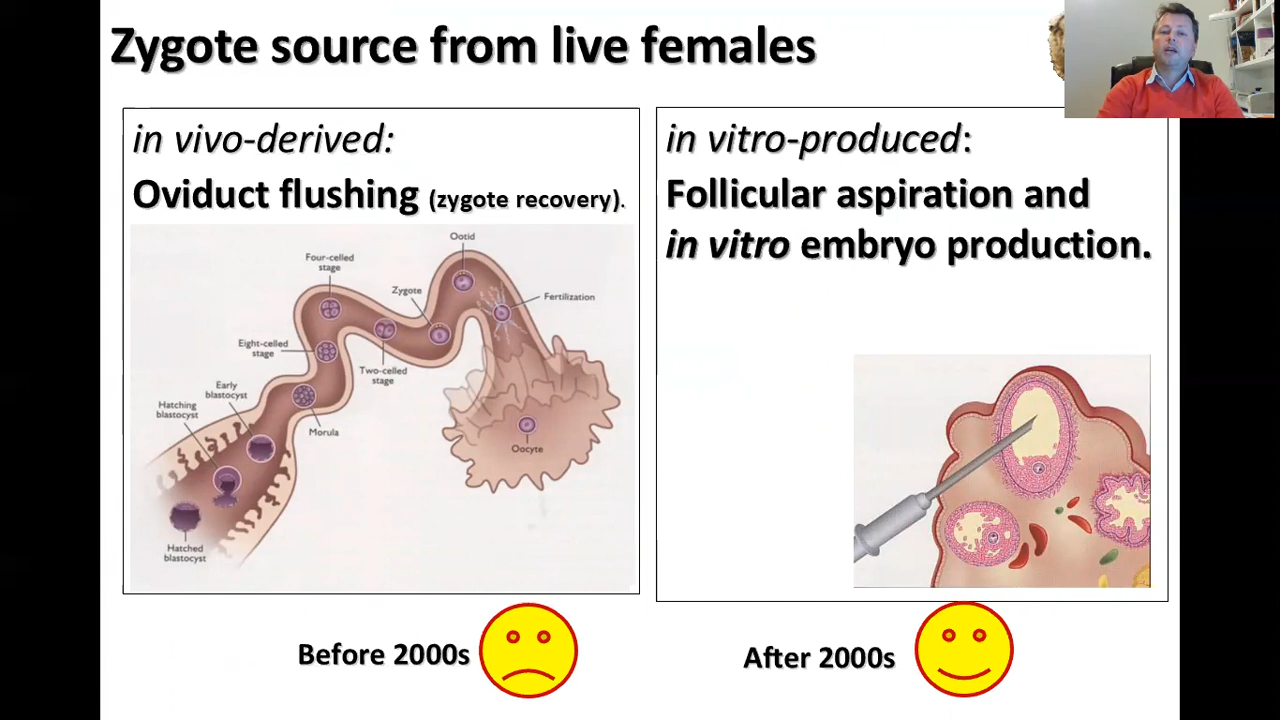 Zygote source from live females
in vivo-derived:
Oviduct flushing (zygote recovery).
Ootid
Four-celled
stage
Zygote
Fertilization
Eight-celled
stage
Two-celled
stage
Early
blastocyst
Hatching
blastocyst
Morula
Oocyte
Hatched
blastocyst
in vitro-produced:
Follicular aspiration and
in vitro embryo production.
Before 2000s
After 2000s